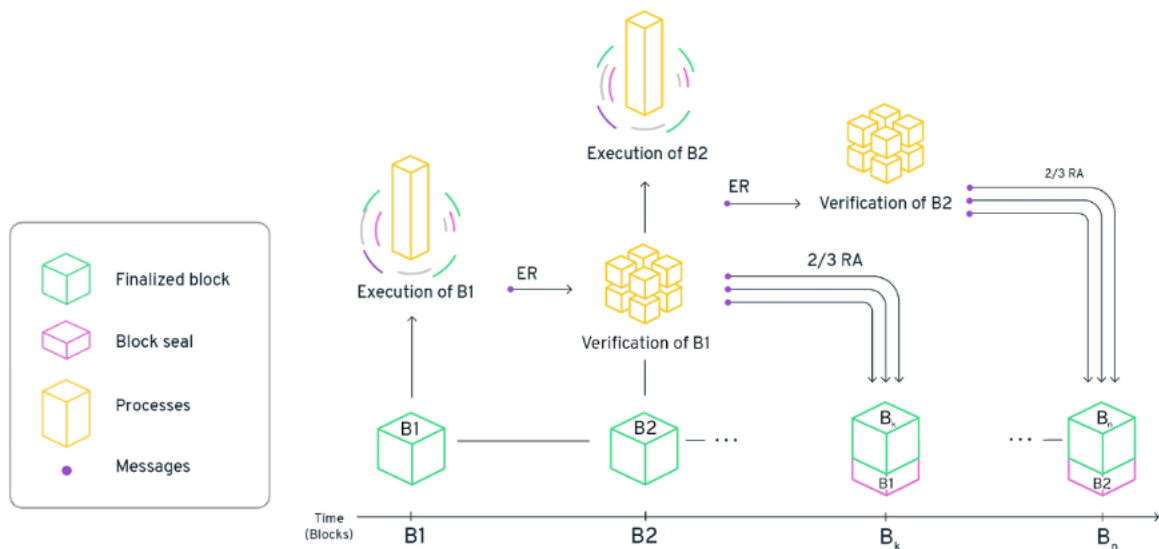 Finalized block
Block seal
Processes
Messages
Execution of B1
ER
Execution of B2
Verification of B1
ER
Verification of B2
2/3 RA
2/3 RA
B1
B2
...
Bₖ
B1
...
Bₙ
B2
Time
(Blocks)
B1
B2
Bₖ
Bₙ